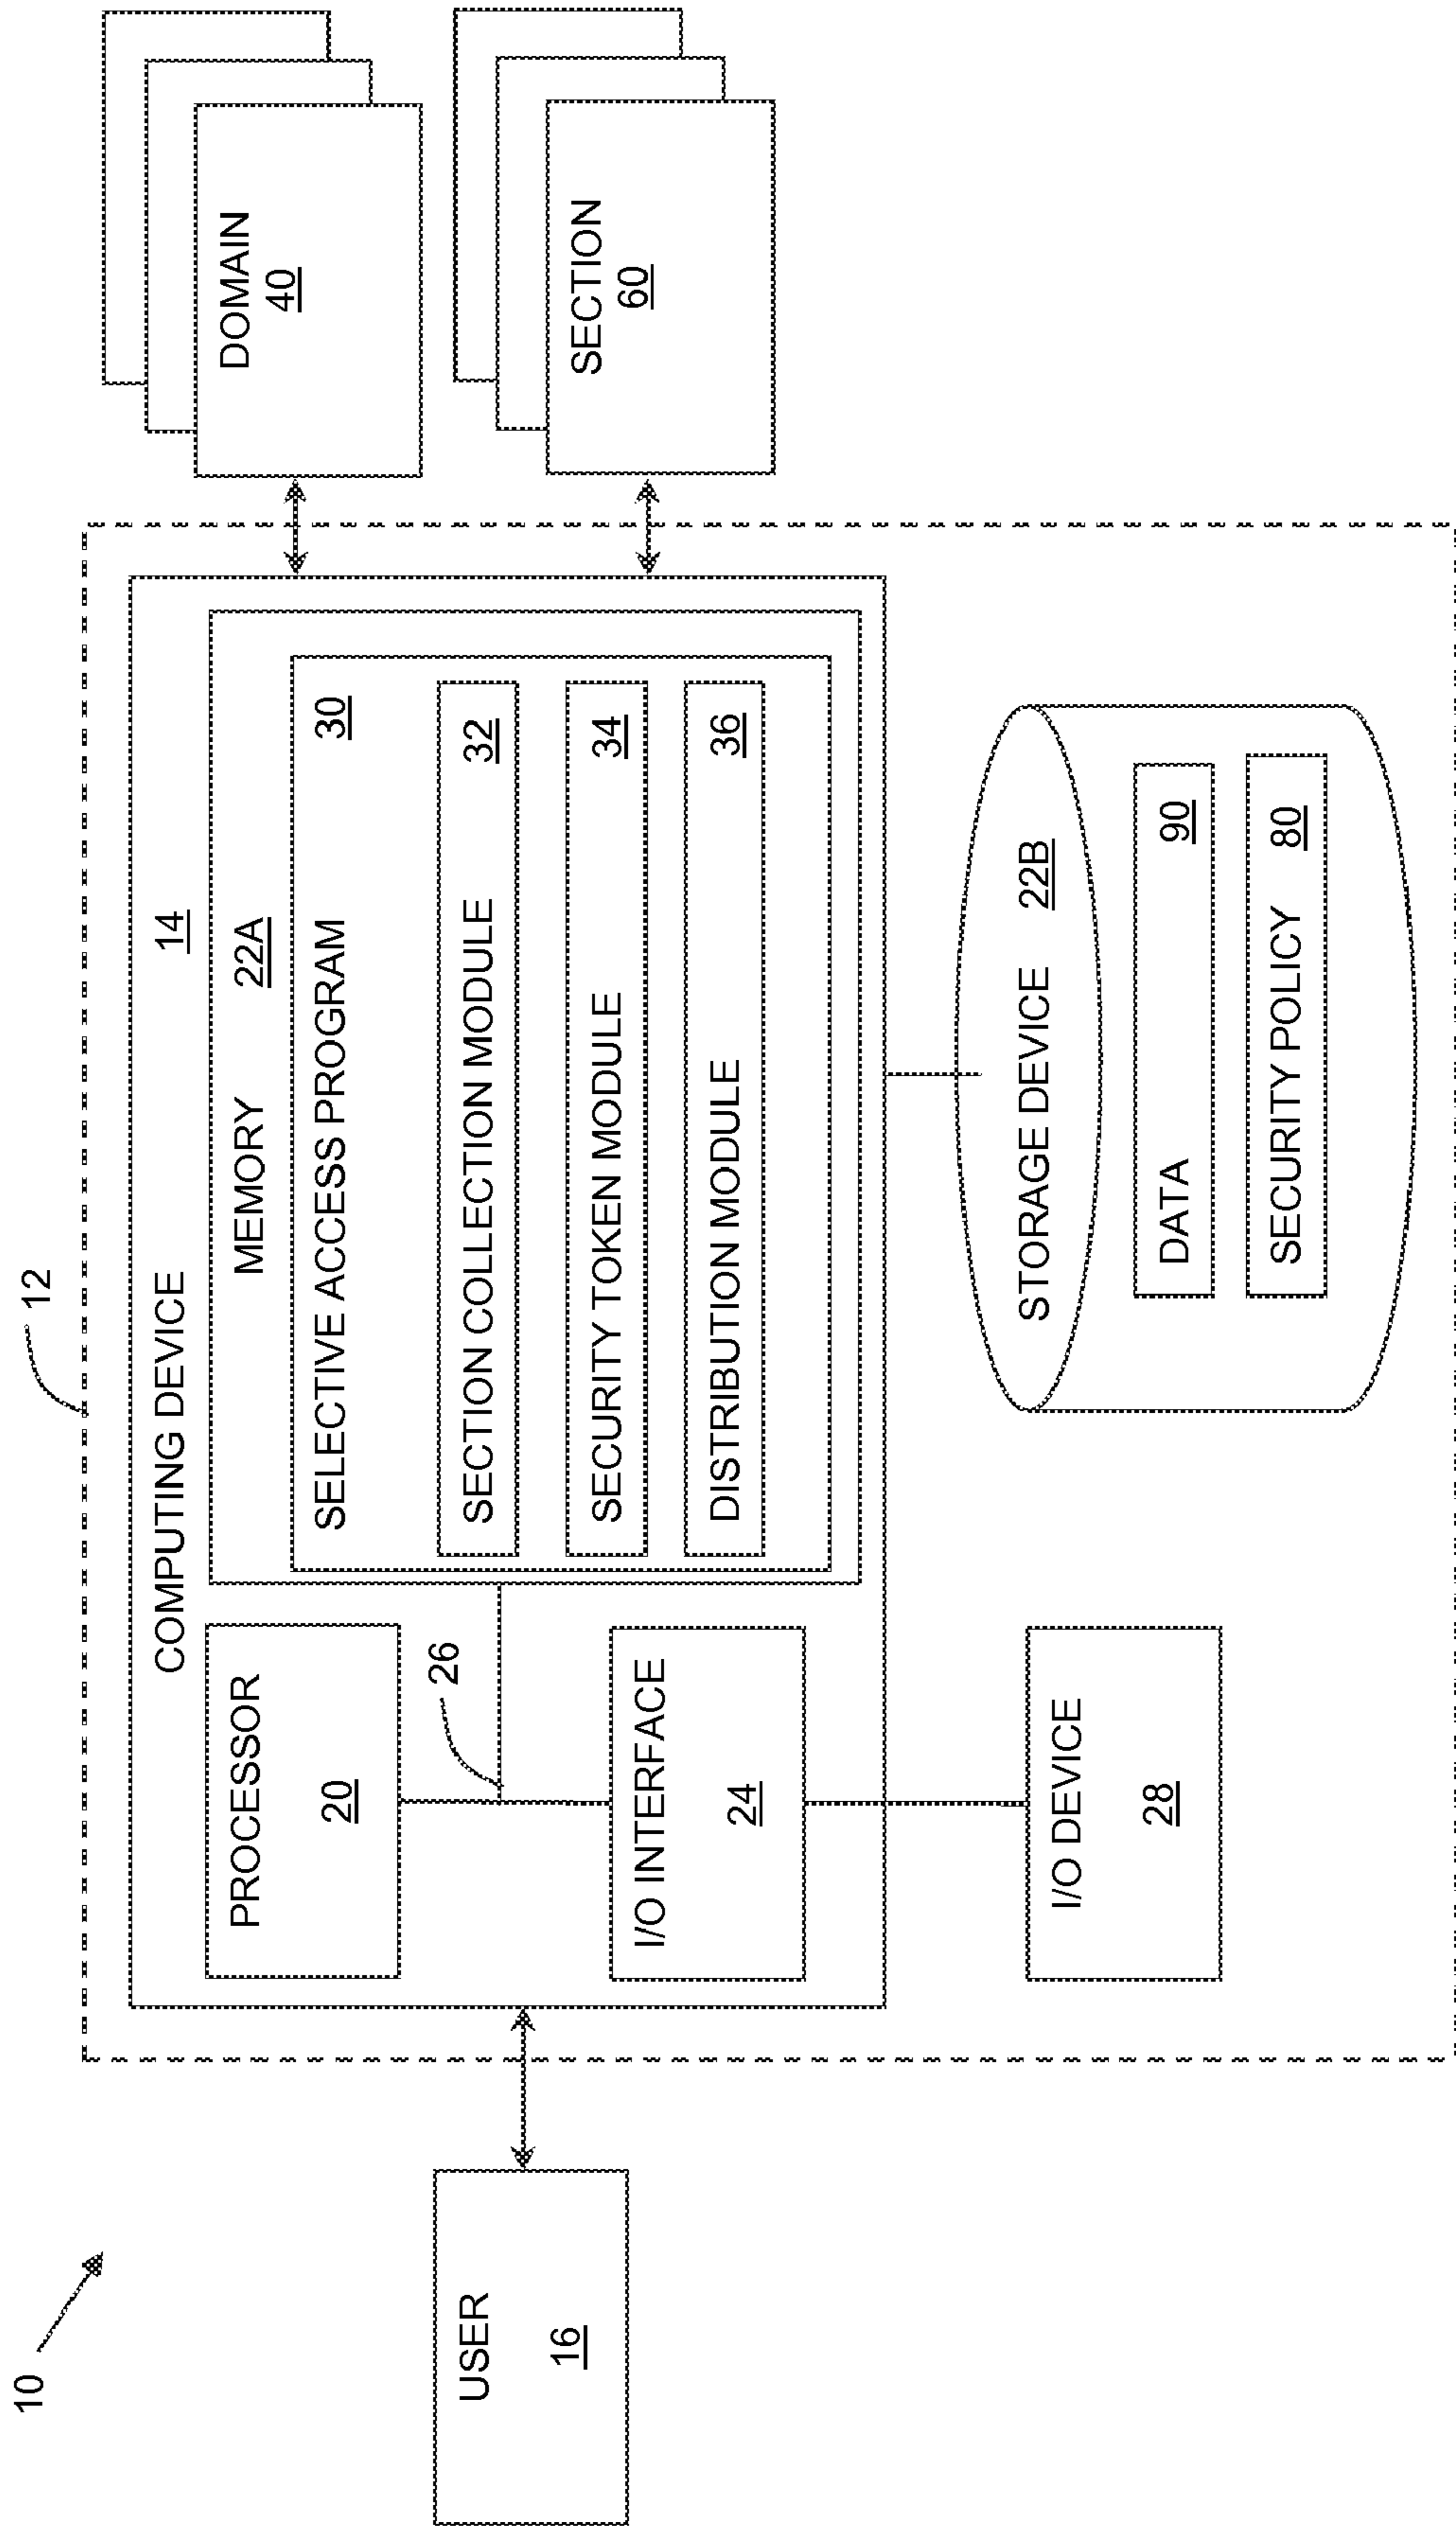 10
12
COMPUTING DEVICE 14
USER
16
PROCESSOR
20
26
I/O INTERFACE
24
I/O DEVICE
28
MEMORY 22A
SELECTIVE ACCESS PROGRAM 30
SECTION COLLECTION MODULE 32
SECURITY TOKEN MODULE 34
DISTRIBUTION MODULE 36
STORAGE DEVICE 22B
DATA 90
SECURITY POLICY 80
DOMAIN
40
SECTION
60